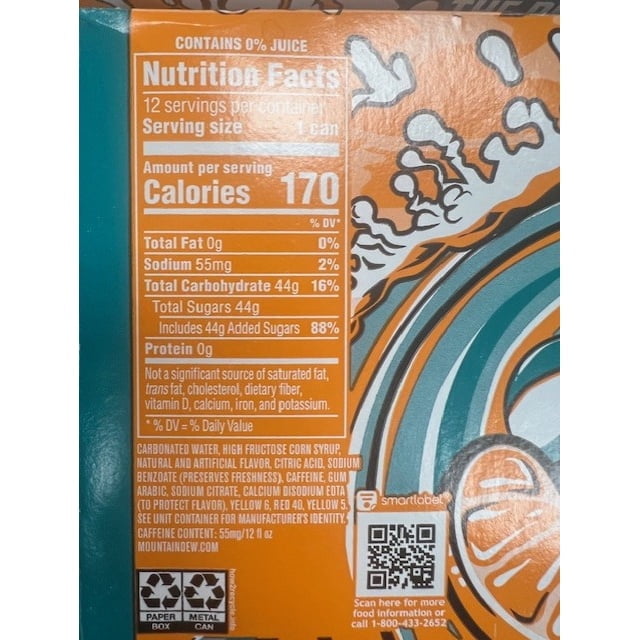 CONTAINS 0% JUICE
Nutrition Facts
12 servings per container
Serving size 1 can
Amount per serving
Calories 170
% DV*
Total Fat 0g 0%
Sodium 55mg 2%
Total Carbohydrate 44g 16%
Total Sugars 44g
Includes 44g Added Sugars 88%
Protein 0g
Not a significant source of saturated fat,
trans fat, cholesterol, dietary fiber,
vitamin D, calcium, iron, and potassium.
* % DV = % Daily Value
CARBONATED WATER, HIGH FRUCTOSE CORN SYRUP,
NATURAL AND ARTIFICIAL FLAVOR, CITRIC ACID, SODIUM
BENZOATE (PRESERVES FRESHNESS), CAFFEINE, GUM
ARABIC, SODIUM CITRATE, CALCIUM DISODIUM EDTA
(TO PROTECT FLAVOR), YELLOW 6, RED 40, YELLOW 5.
SEE UNIT CONTAINER FOR MANUFACTURER'S IDENTITY.
CAFFEINE CONTENT: 55mg/12 fl oz
MOUNTAINDEW.COM
PAPER
BOX
METAL
CAN
how2recycle.info
smartlabel
Scan here for more
food information or
call 1-800-433-2652
THE